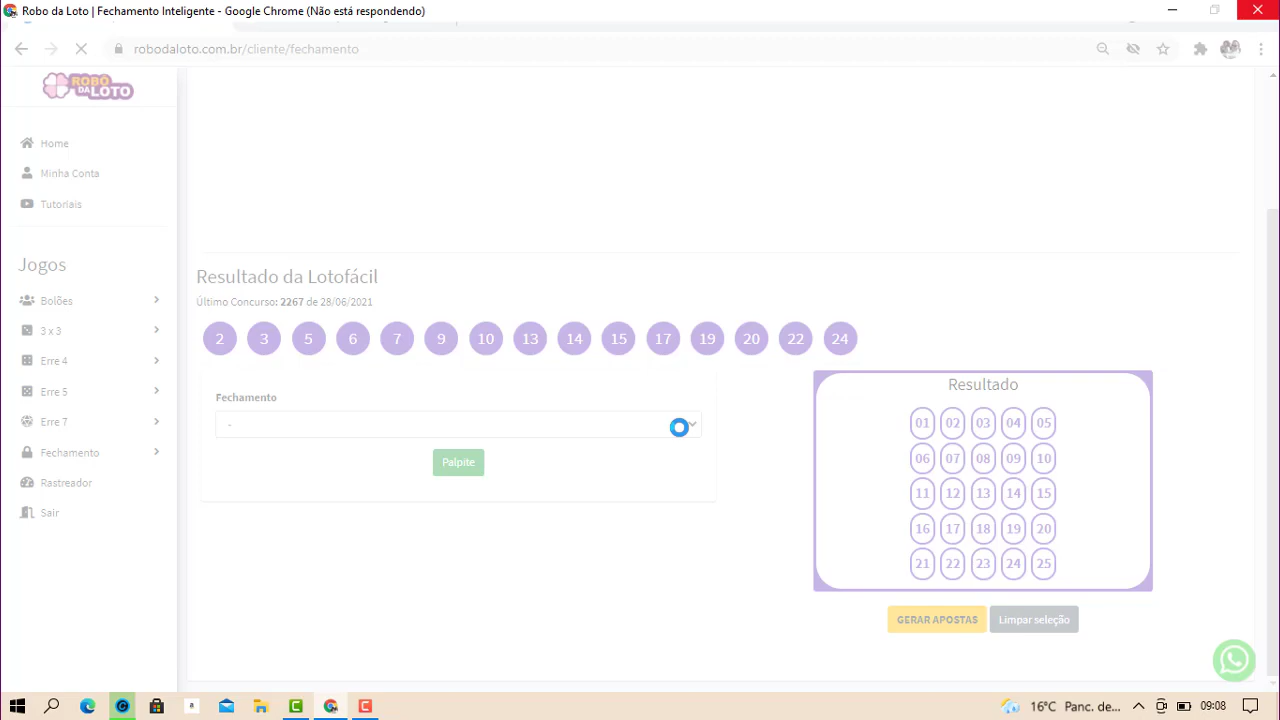 Robo da Loto | Fechamento Inteligente - Google Chrome (Não está respondendo)
robodaloto.com.br/cliente/fechamento
ROBÔ
DA LOTO
Home
Minha Conta
Tutoriais
Jogos
Bolões
3 x 3
Erre 4
Erre 5
Erre 7
Fechamento
Rastreador
Sair
Resultado da Lotofácil
Último Concurso: 2267 de 28/06/2021
2 3 5 6 7 9 10 13 14 15 17 19 20 22 24
Fechamento
-
Palpite
Resultado
01 02 03 04 05
06 07 08 09 10
11 12 13 14 15
16 17 18 19 20
21 22 23 24 25
GERAR APOSTAS Limpar seleção
16°C Panc. de... 09:08